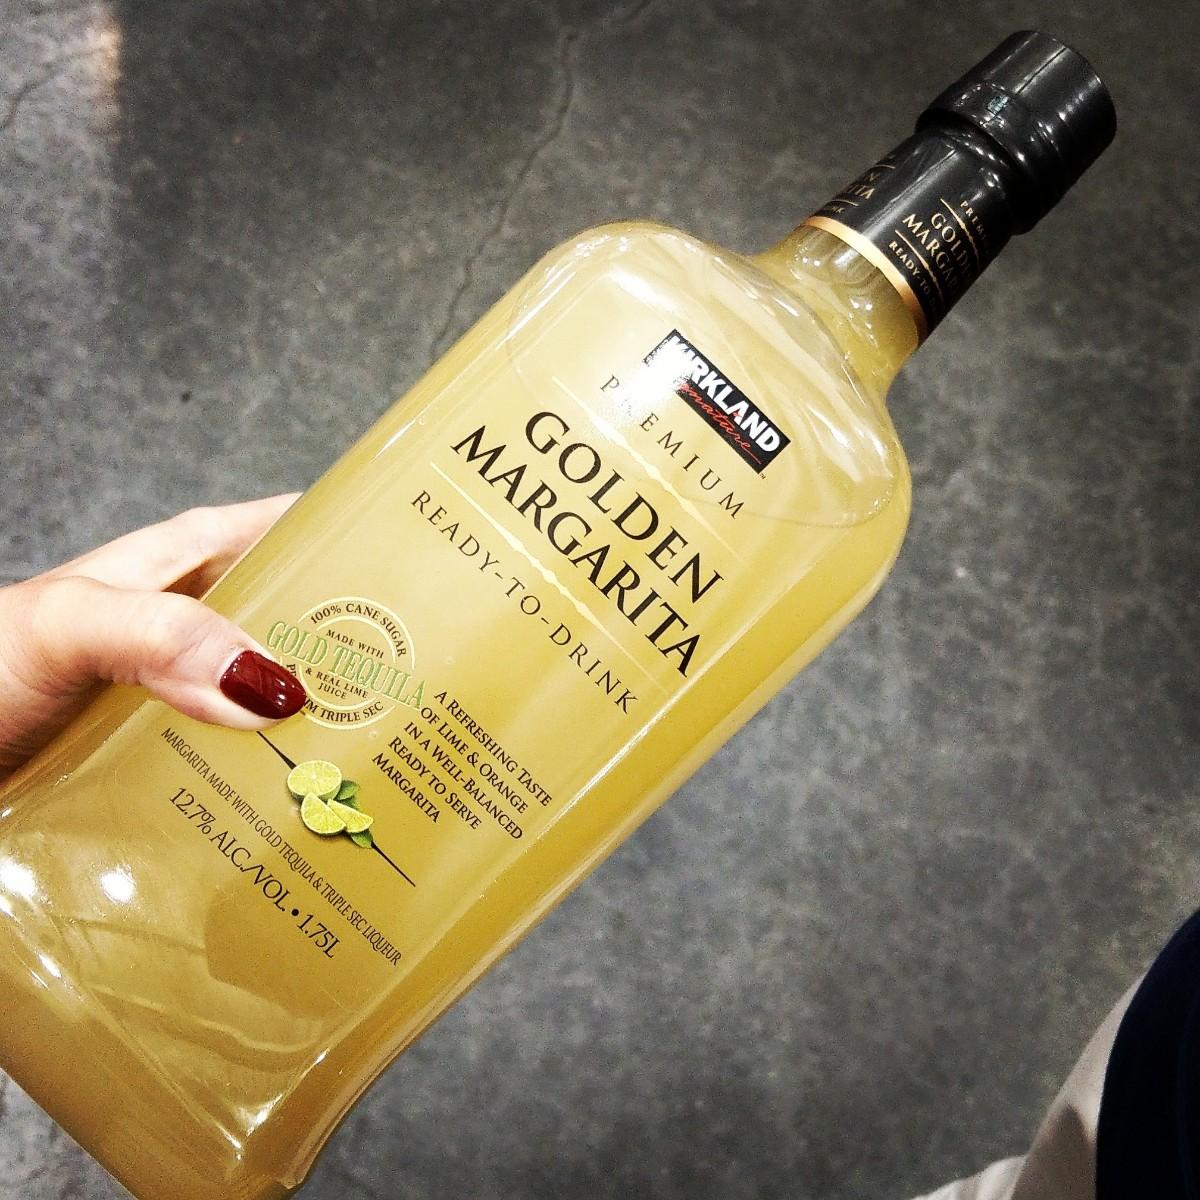 PREMI
GOLDEN
MARGARITA
READY-TO-D
KIRKLAND
Signature
PREMIUM
GOLDEN
MARGARITA
READY-TO-DRINK
100% CANE SUGAR
MADE WITH
GOLD TEQUILA
& REAL LIME
JUICE
TRIPLE SEC
A REFRESHING TASTE
OF LIME & ORANGE
IN A WELL-BALANCED
READY TO SERVE
MARGARITA
MARGARITA MADE WITH GOLD TEQUILA & TRIPLE SEC LIQUEUR
12.7% ALC./VOL. • 1.75L